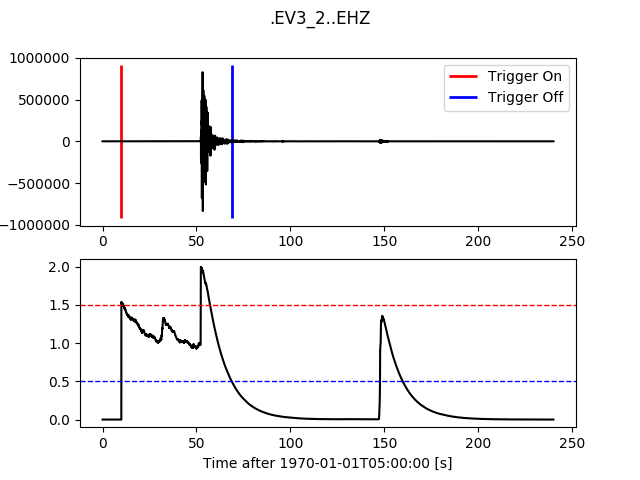 .EV3_2..EHZ
1000000
500000
0
−500000
−1000000
Trigger On
Trigger Off
0 50 100 150 200 250
2.0
1.5
1.0
0.5
0.0
0 50 100 150 200 250
Time after 1970-01-01T05:00:00 [s]